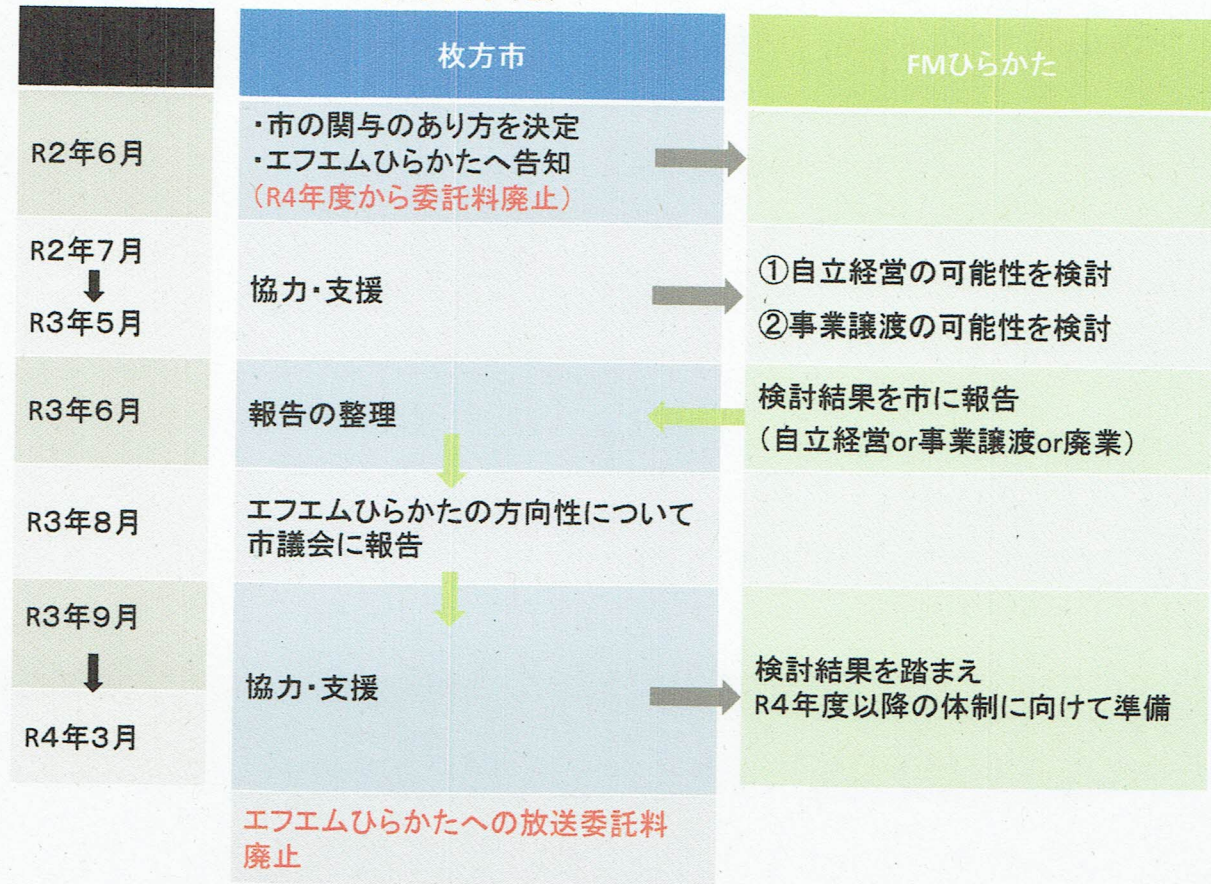 枚方市
FMひらかた
R2年6月
・市の関与のあり方を決定
・エフエムひらかたへ告知
（R4年度から委託料廃止）
R2年7月
R3年5月
協力・支援
①自立経営の可能性を検討
②事業譲渡の可能性を検討
R3年6月
報告の整理
検討結果を市に報告
（自立経営or事業譲渡or廃業）
R3年8月
エフエムひらかたの方向性について
市議会に報告
R3年9月
R4年3月
協力・支援
検討結果を踏まえ
R4年度以降の体制に向けて準備
エフエムひらかたへの放送委託料
廃止